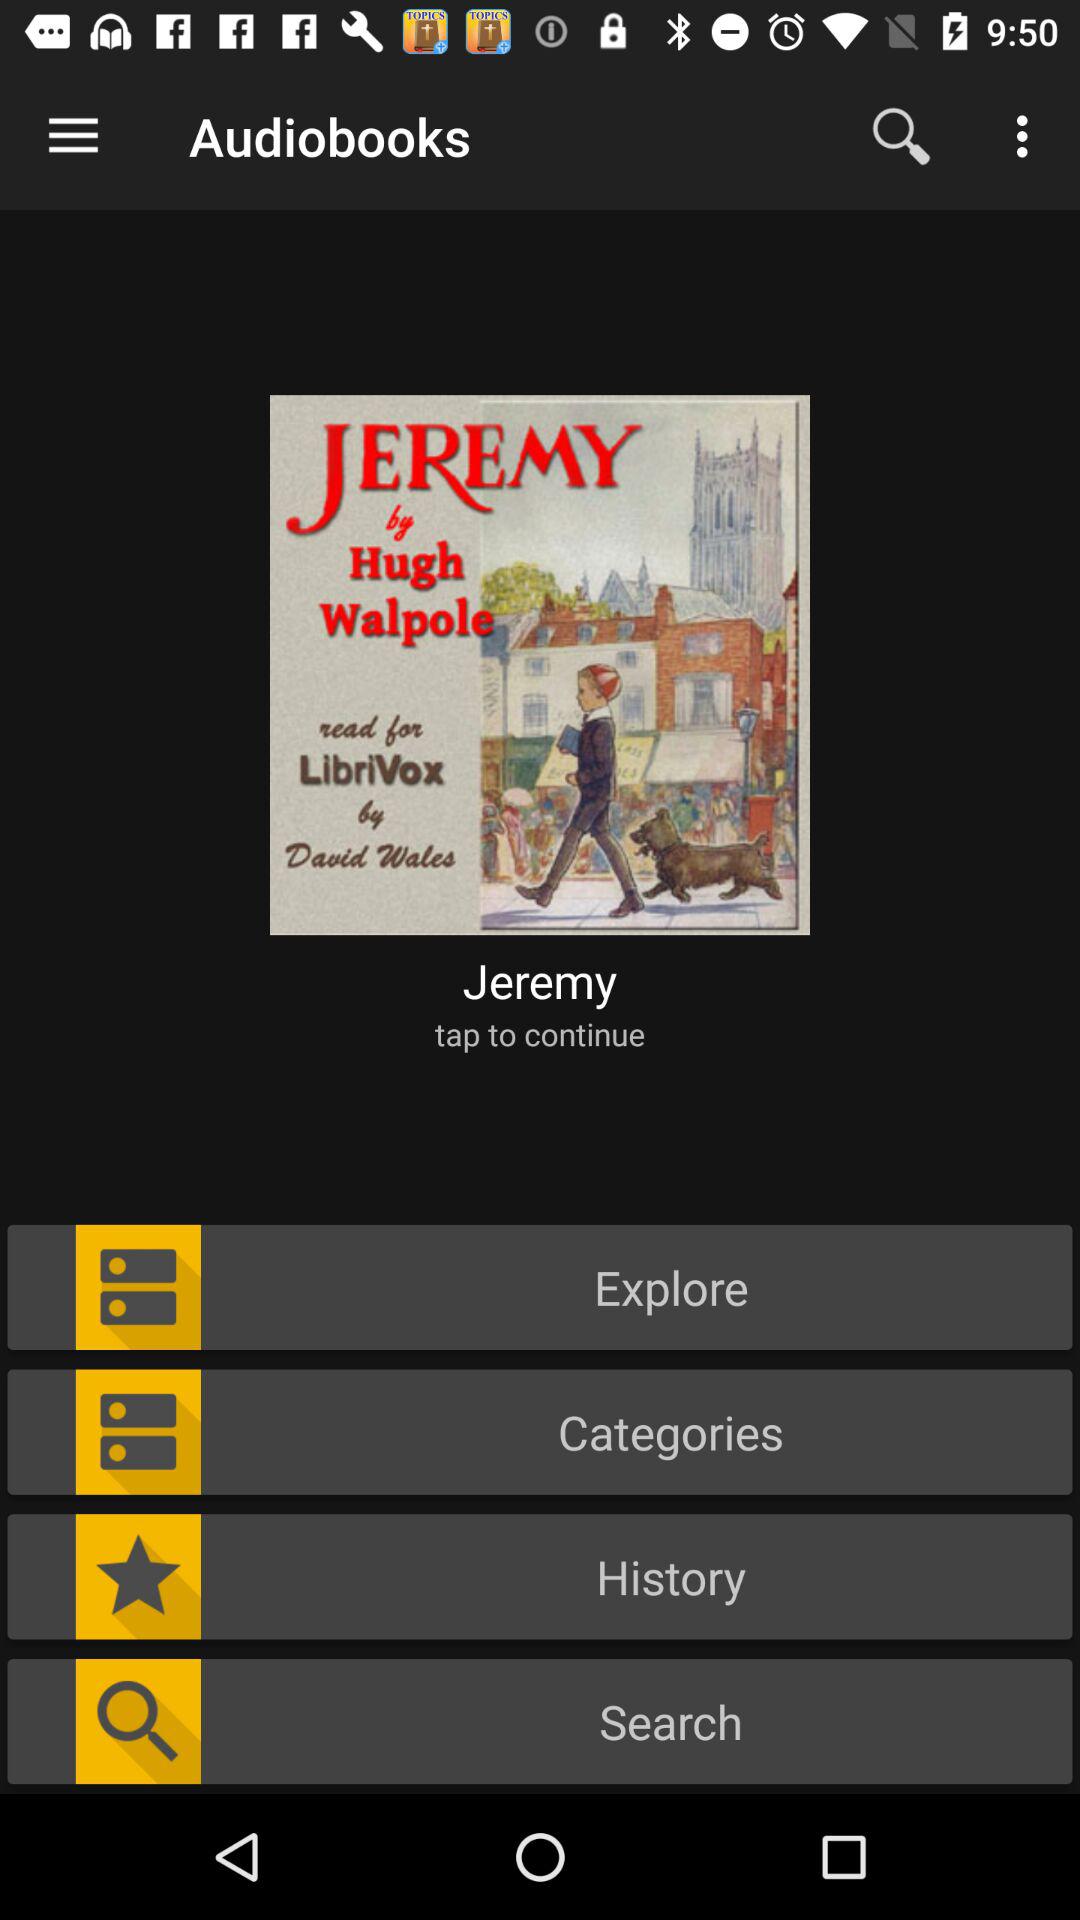 TOPICS TOPICS 9:50
Audiobooks
JEREMY
by
Hugh
Walpole
read for
LibriVox
by
David Wales
Jeremy
tap to continue
Explore
Categories
History
Search